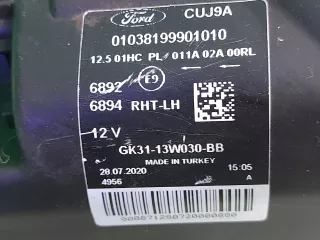 Ford CUJ9A
01038199901010
12.5 01HC PL 011A 02A 00RL
6892 E9
6894 RHT-LH
12 V
GK31-13W030-BB
MADE IN TURKEY
28.07.2020 15:05
4956 A